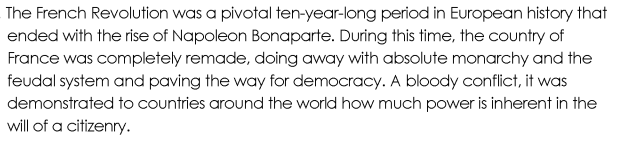 The French Revolution was a pivotal ten-year-long period in European history that
ended with the rise of Napoleon Bonaparte. During this time, the country of
France was completely remade, doing away with absolute monarchy and the
feudal system and paving the way for democracy. A bloody conflict, it was
demonstrated to countries around the world how much power is inherent in the
will of a citizenry.